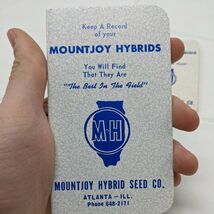 Keep A Record
of your
MOUNTJOY HYBRIDS
You Will Find
That They Are
"The Best In The Field"
M-H
MOUNTJOY HYBRID SEED CO.
ATLANTA - ILL.
Phone 648-2171